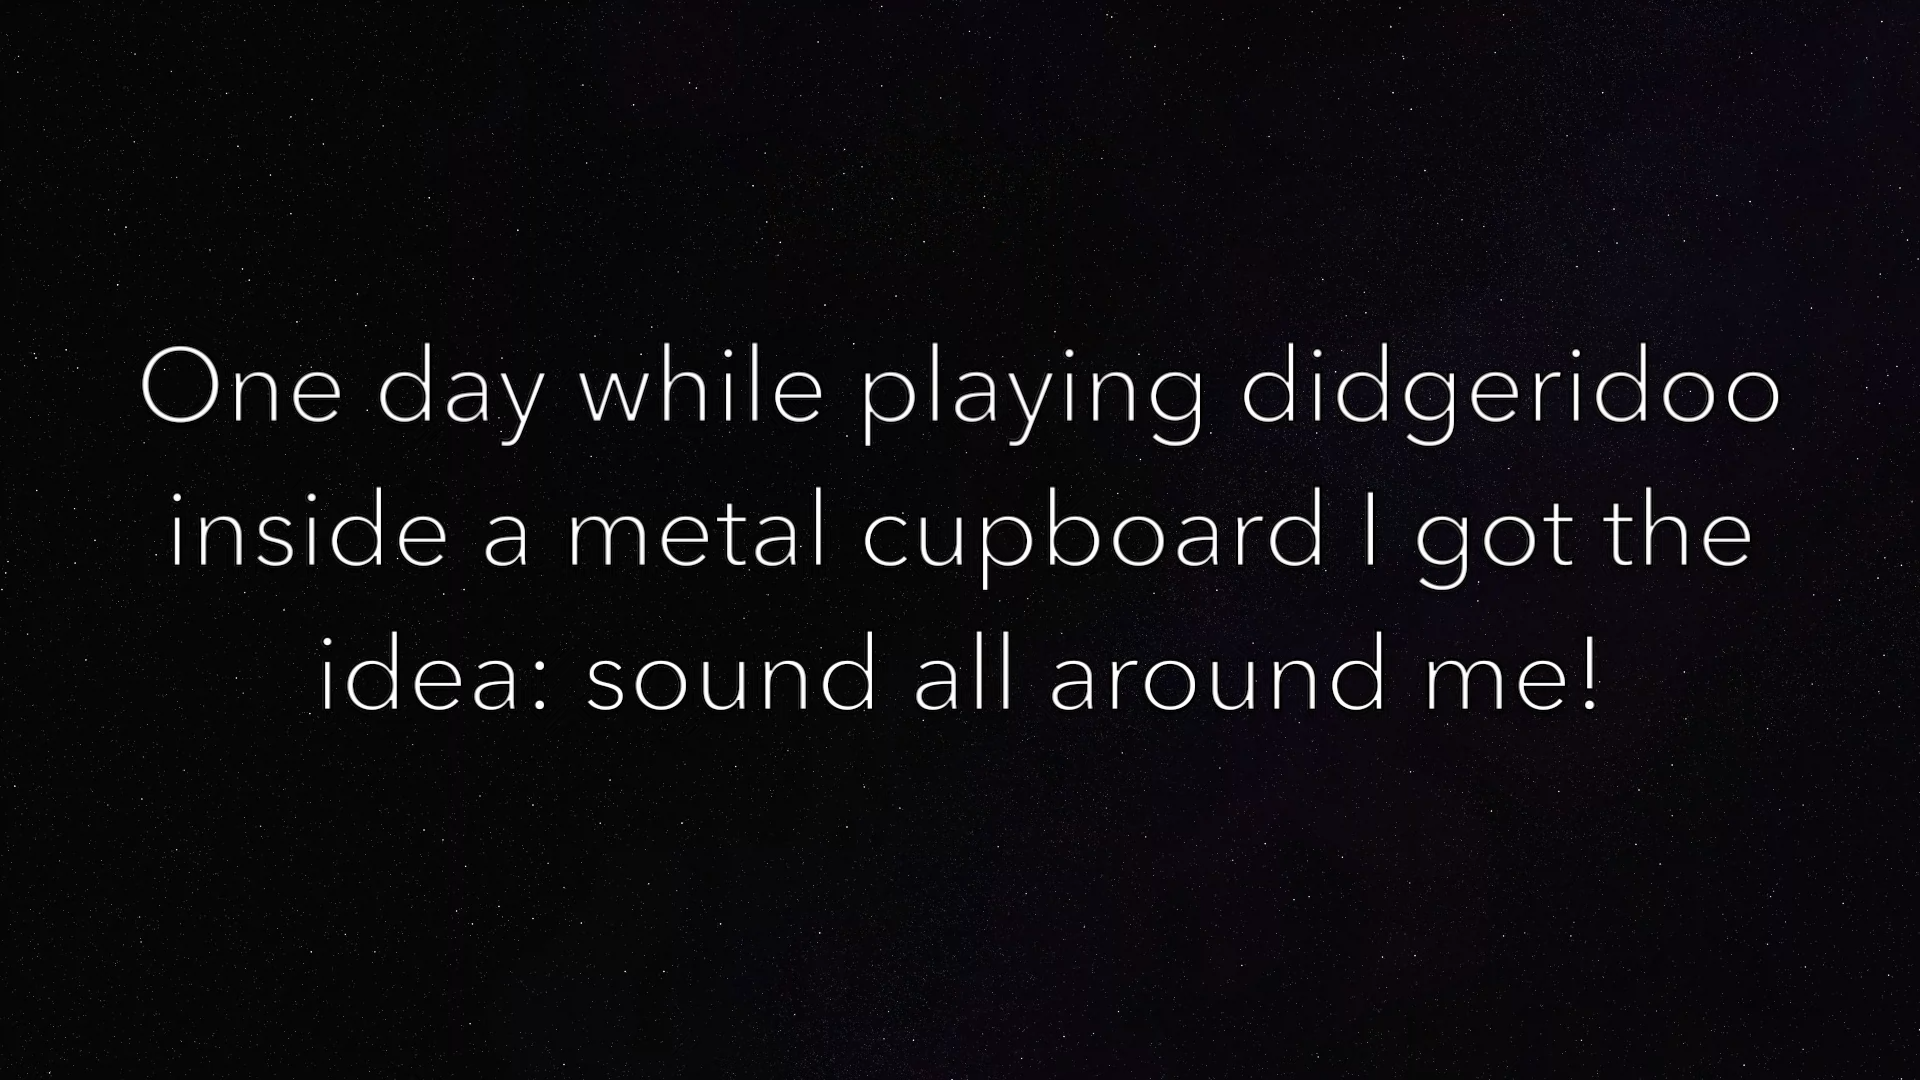 One day while playing didgeridoo
inside a metal cupboard I got the
idea: sound all around me!